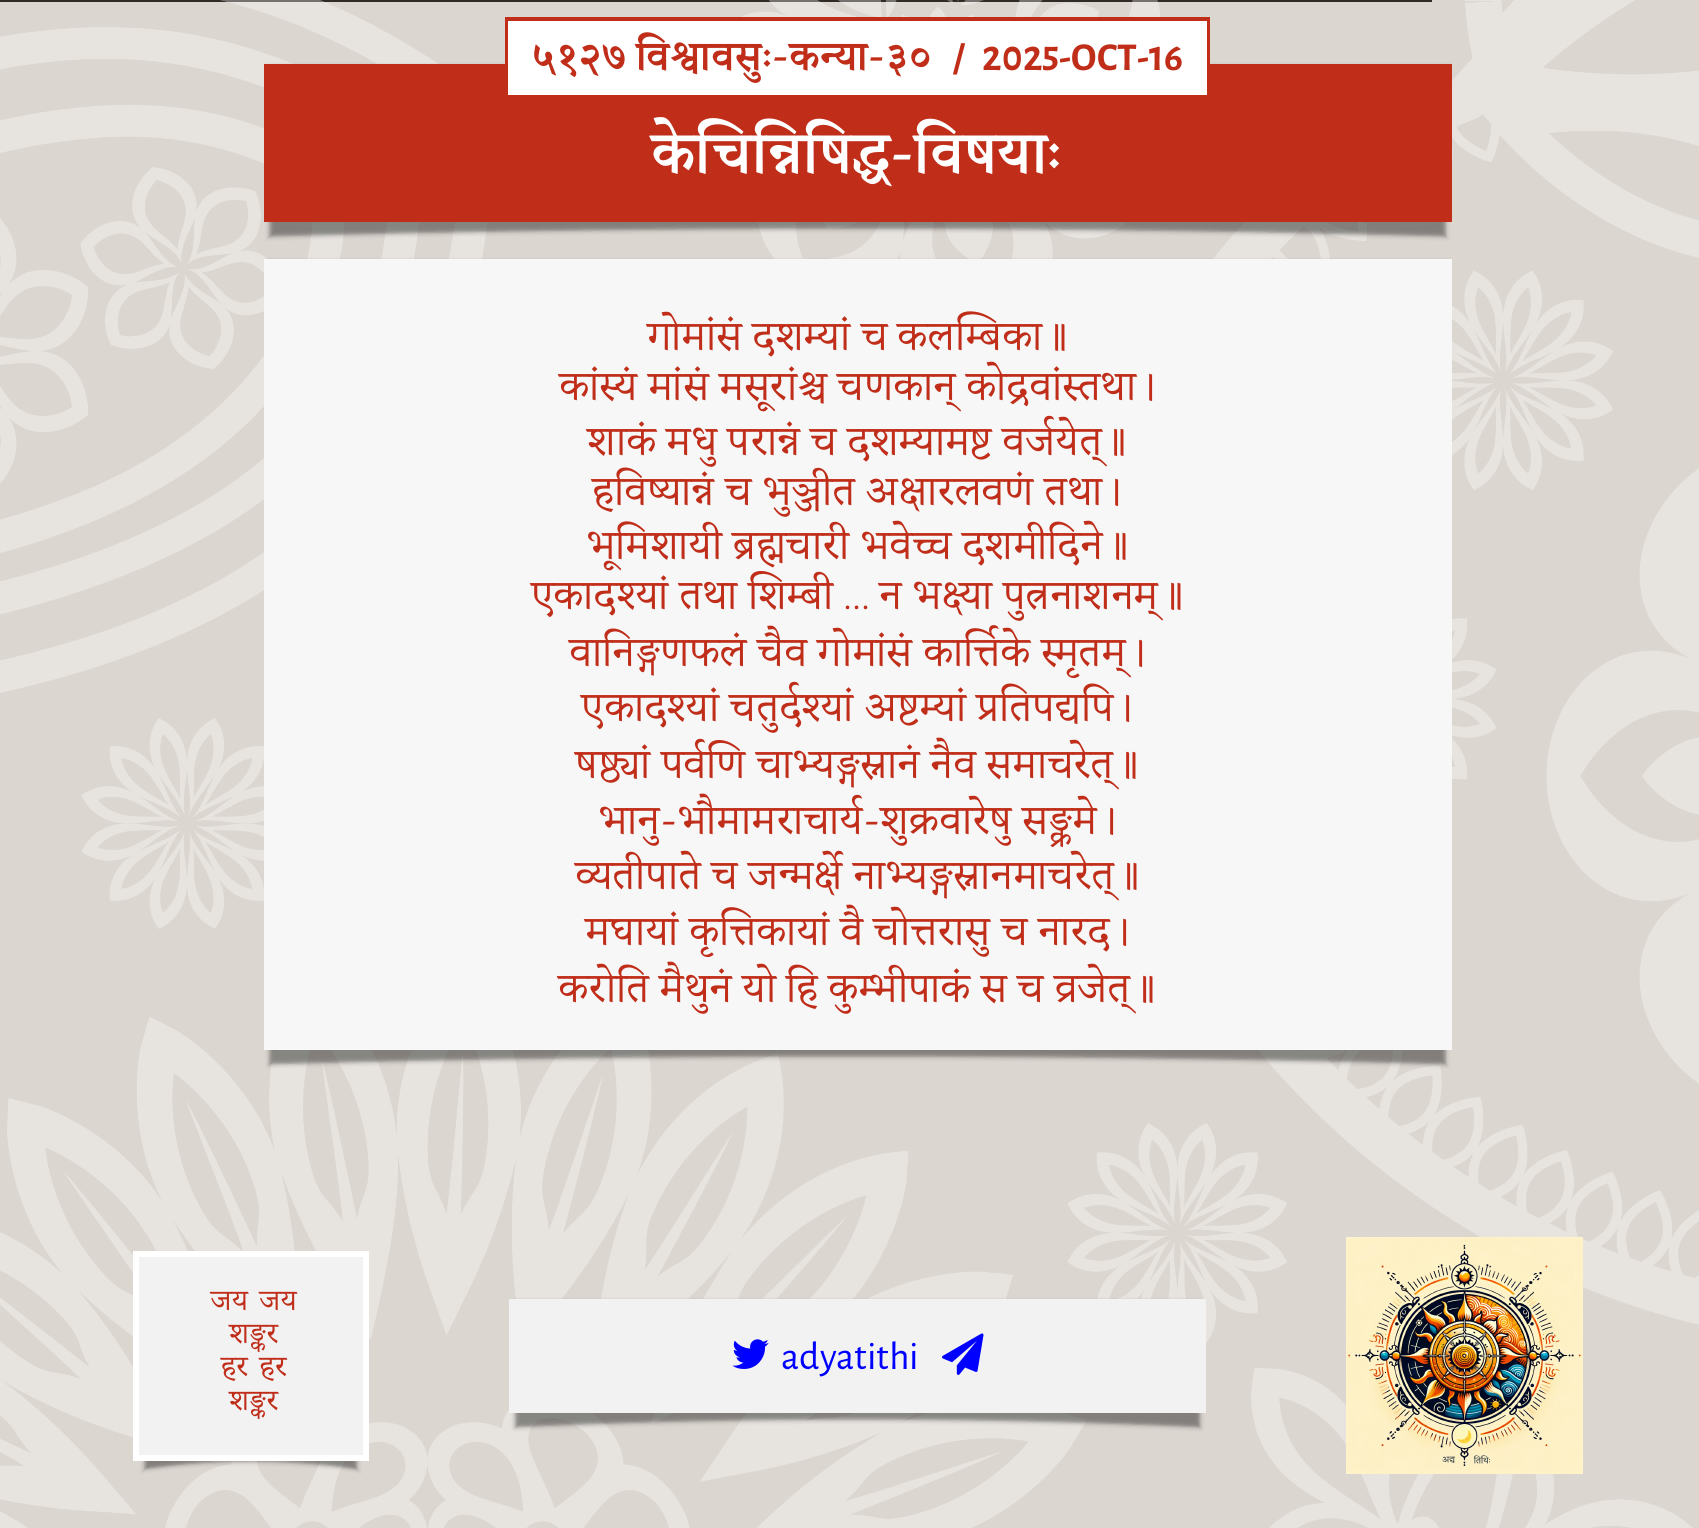 ५१२७ विश्वावसुः-कन्या-३० / 2025-OCT-16
केचिन्निषिद्ध-विषयाः
गोमांसं दशम्यां च कलम्बिका॥
कांस्यं मांसं मसूरांश्च चणकान् कोद्रवांस्तथा।
शाकं मधु परान्नं च दशम्यामष्ट वर्जयेत्॥
हविष्यान्नं च भुञ्जीत अक्षारलवणं तथा।
भूमिशायी ब्रह्मचारी भवेच्च दशमीदिने॥
एकादश्यां तथा शिम्बी ... न भक्ष्या पुत्रनाशनम्॥
वानिङ्गणफलं चैव गोमांसं कार्त्तिके स्मृतम्।
एकादश्यां चतुर्दश्यां अष्टम्यां प्रतिपद्यपि।
षष्ठ्यां पर्वणि चाभ्यङ्गस्नानं नैव समाचरेत्॥
भानु-भौमामराचार्य-शुक्रवारेषु सङ्क्रमे।
व्यतीपाते च जन्मर्क्षे नाभ्यङ्गस्नानमाचरेत्॥
मघायां कृत्तिकायां वै चोत्तरासु च नारद।
करोति मैथुनं यो हि कुम्भीपाकं स च व्रजेत्॥
जय जय
शङ्कर
हर हर
शङ्कर
adyatithi
अद्य तिथिः